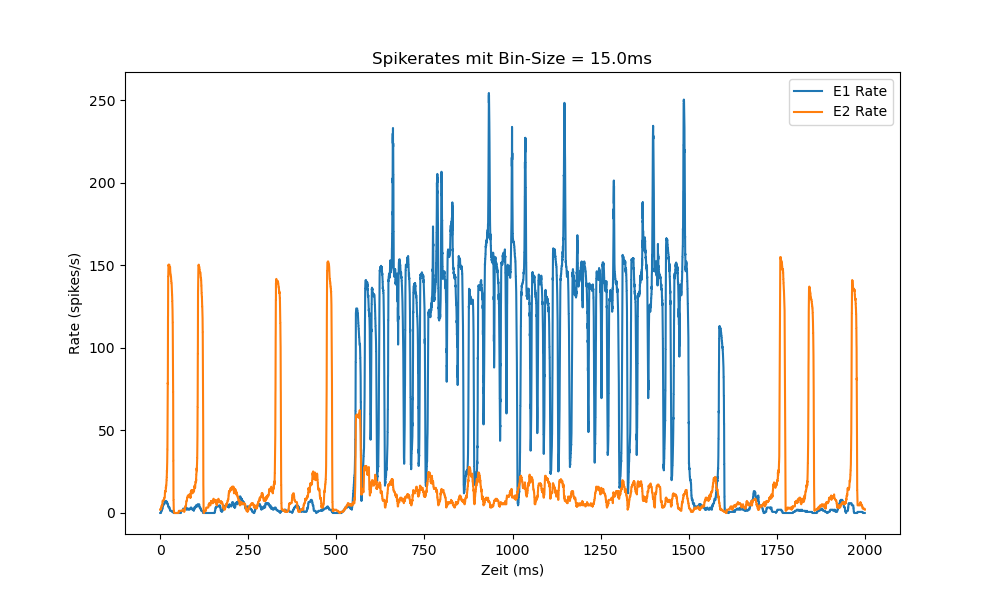 Spikerates mit Bin-Size = 15.0ms
E1 Rate
E2 Rate
250
200
150
100
50
0
Rate (spikes/s)
0 250 500 750 1000 1250 1500 1750 2000
Zeit (ms)